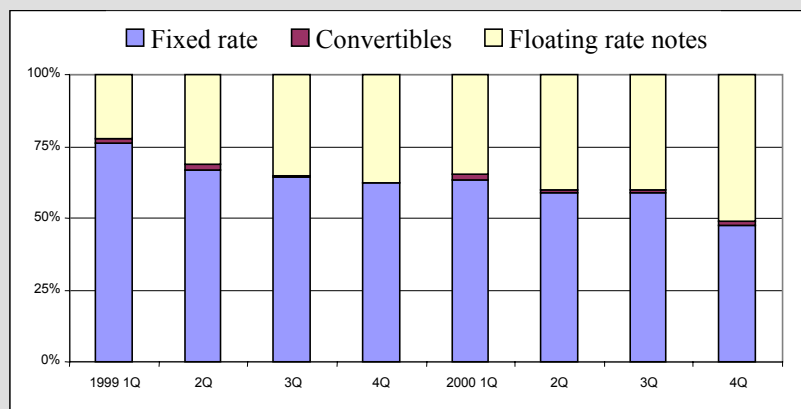 Fixed rate Convertibles Floating rate notes
100%
75%
50%
25%
0%
1999 1Q 2Q 3Q 4Q 2000 1Q 2Q 3Q 4Q